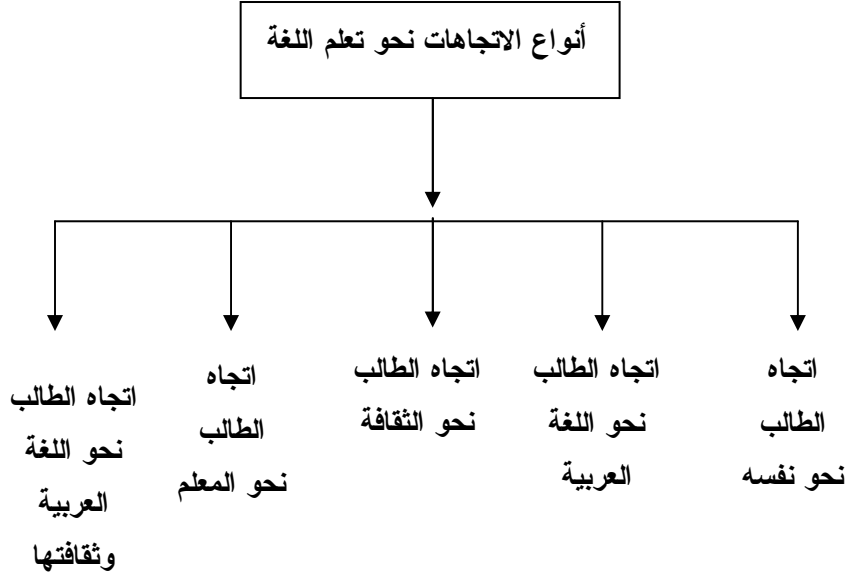 أنواع الاتجاهات نحو تعلم اللغة
اتجاه
الطالب
نحو نفسه
اتجاه الطالب
نحو اللغة
العربية
اتجاه الطالب
نحو الثقافة
اتجاه
الطالب
نحو المعلم
اتجاه الطالب
نحو اللغة
العربية
وثقافتها